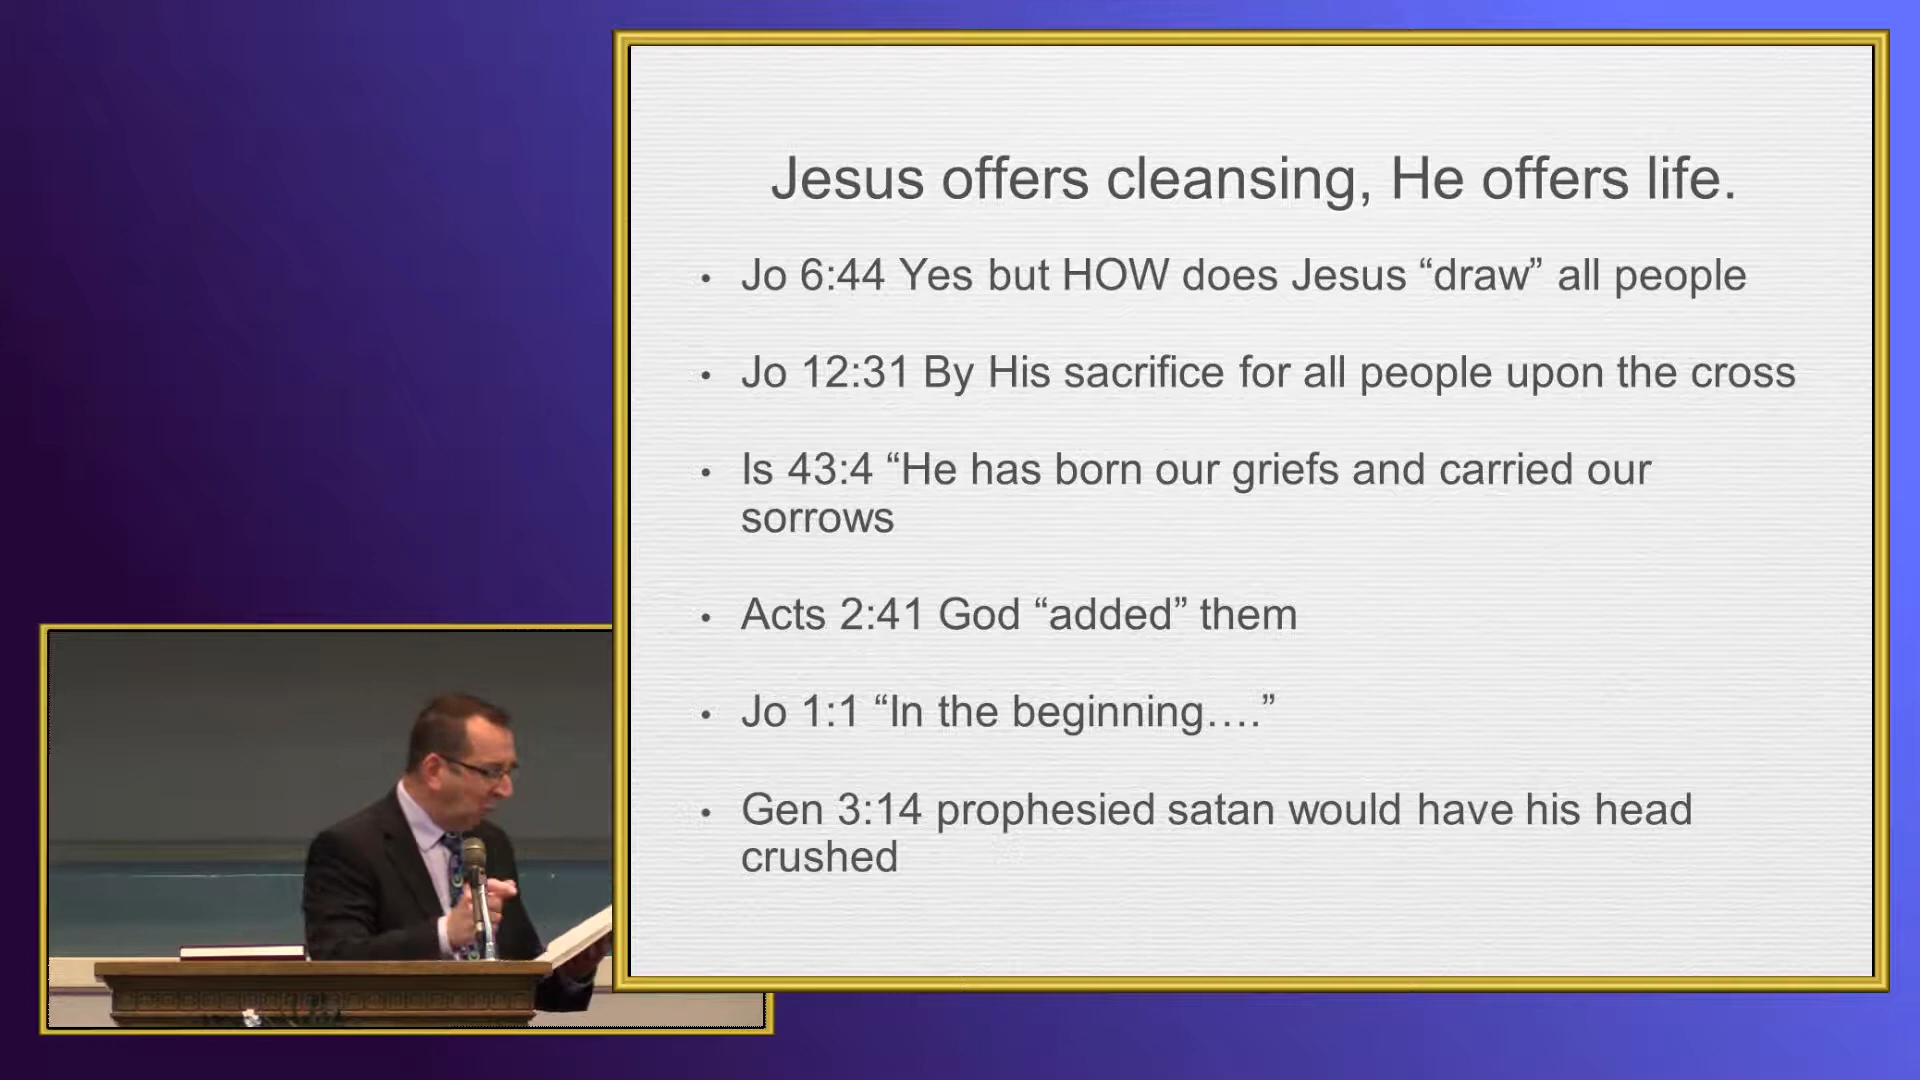 Jesus offers cleansing, He offers life.
• Jo 6:44 Yes but HOW does Jesus “draw” all people
• Jo 12:31 By His sacrifice for all people upon the cross
• Is 43:4 “He has born our griefs and carried our
sorrows
• Acts 2:41 God “added” them
• Jo 1:1 “In the beginning….”
• Gen 3:14 prophesied satan would have his head
crushed